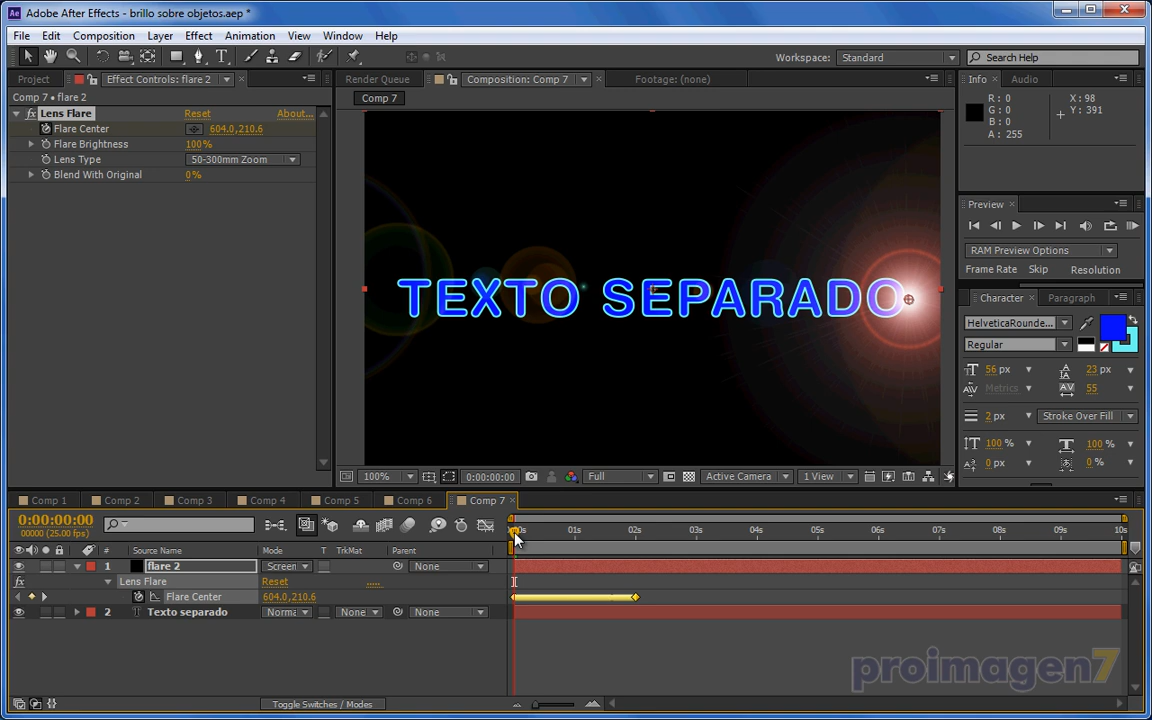 Adobe After Effects - brillo sobre objetos.aep *
File Edit Composition Layer Effect Animation View Window Help
Workspace: Standard
Search Help
Project Effect Controls: flare 2
Render Queue Composition: Comp 7 Footage: (none)
Info Audio
Comp 7 • flare 2
Comp 7
fx Lens Flare Reset About...
Flare Center 604.0,210.6
Flare Brightness 100%
Lens Type 50-300mm Zoom
Blend With Original 0%
R: 0
G: 0
B: 0
A: 255
X: 98
Y: 391
TEXTO SEPARADO
Preview
RAM Preview Options
Frame Rate Skip Resolution
Character Paragraph
HelveticaRounde...
Regular
56 px 23 px
Metrics 55
2 px Stroke Over Fill
100 % 100 %
0 px 0 %
100% 0:00:00:00 Full Active Camera 1 View
Comp 1 Comp 2 Comp 3 Comp 4 Comp 5 Comp 6 Comp 7
0:00:00:00
00000 (25.00 fps)
01s 02s 03s 04s 05s 06s 07s 08s 09s 10s
# Source Name Mode T TrkMat Parent
1 flare 2 Screen None
fx Lens Flare Reset .....
Flare Center 604.0,210.6
2 T Texto separado Norma None None
proimagen7
Toggle Switches / Modes